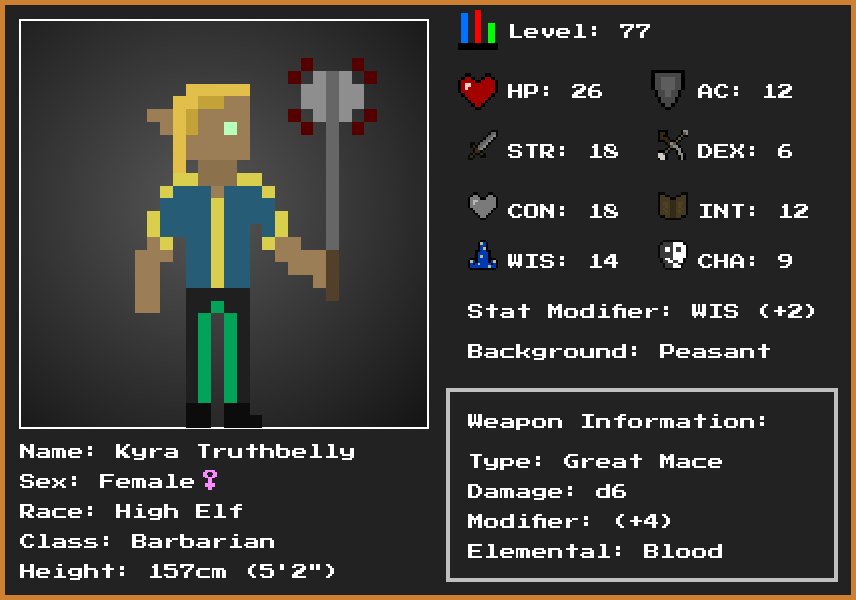 Level: 77
HP: 26 AC: 12
STR: 18 DEX: 6
CON: 18 INT: 12
WIS: 14 CHA: 9
Stat Modifier: WIS (+2)
Background: Peasant
Weapon Information:
Type: Great Mace
Damage: d6
Modifier: (+4)
Elemental: Blood
Name: Kyra Truthbelly
Sex: Female♀
Race: High Elf
Class: Barbarian
Height: 157cm (5'2")